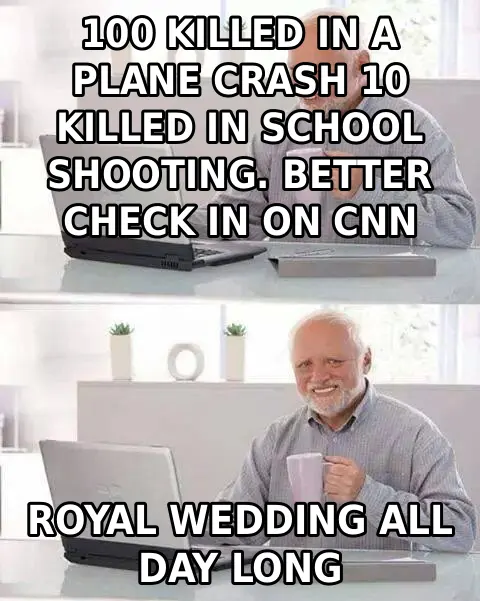 100 KILLED IN A
PLANE CRASH 10
KILLED IN SCHOOL
SHOOTING. BETTER
CHECK IN ON CNN
ROYAL WEDDING ALL
DAY LONG